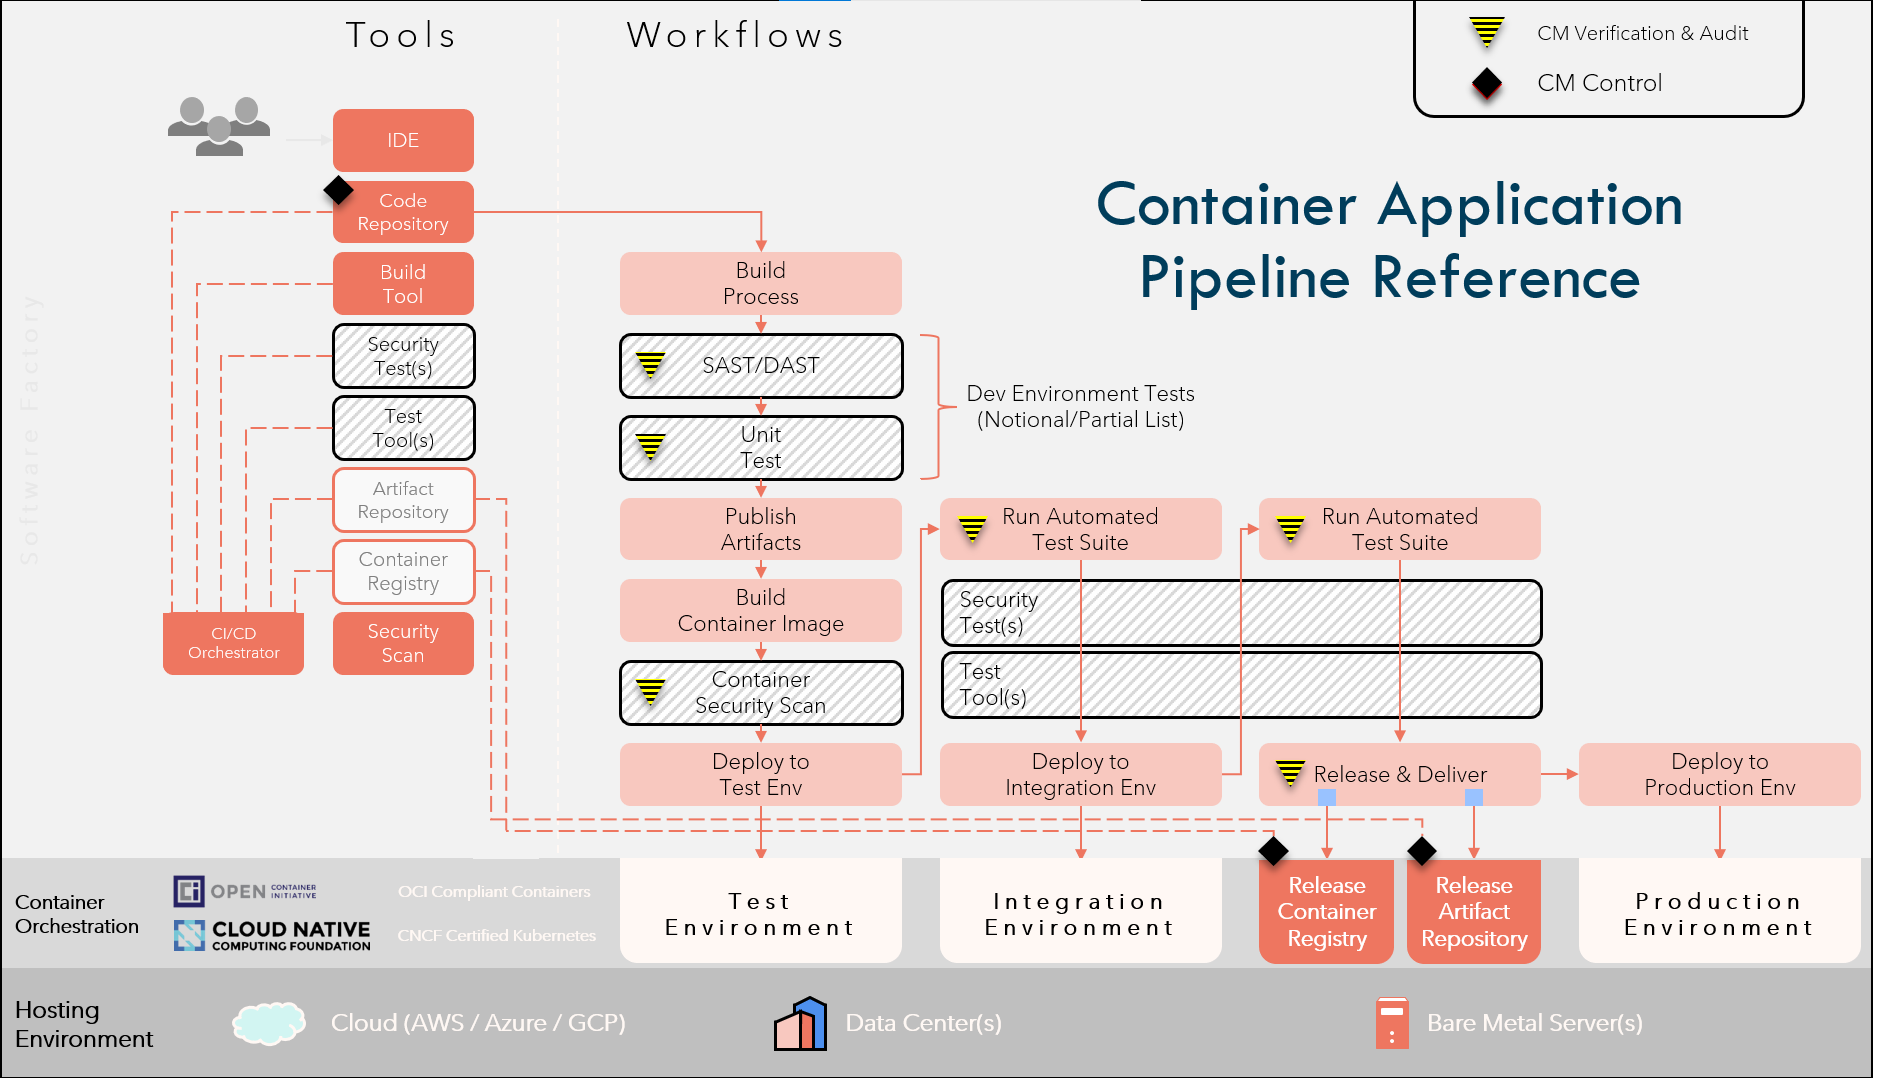 Tools
Workflows
CM Verification & Audit
CM Control
Container Application
Pipeline Reference
Software Factory
IDE
Code
Repository
Build
Tool
Security
Test(s)
Test
Tool(s)
Artifact
Repository
Container
Registry
CI/CD
Orchestrator
Security
Scan
Build
Process
SAST/DAST
Unit
Test
Dev Environment Tests
(Notional/Partial List)
Publish
Artifacts
Build
Container Image
Container
Security Scan
Deploy to
Test Env
Run Automated
Test Suite
Run Automated
Test Suite
Security
Test(s)
Test
Tool(s)
Deploy to
Integration Env
Release & Deliver
Deploy to
Production Env
Container
Orchestration
Ci OPEN CONTAINER
INITIATIVE
OCI Compliant Containers
CLOUD NATIVE
COMPUTING FOUNDATION
CNCF Certified Kubernetes
Test
Environment
Integration
Environment
Release
Container
Registry
Release
Artifact
Repository
Production
Environment
Hosting
Environment
Cloud (AWS / Azure / GCP)
Data Center(s)
Bare Metal Server(s)